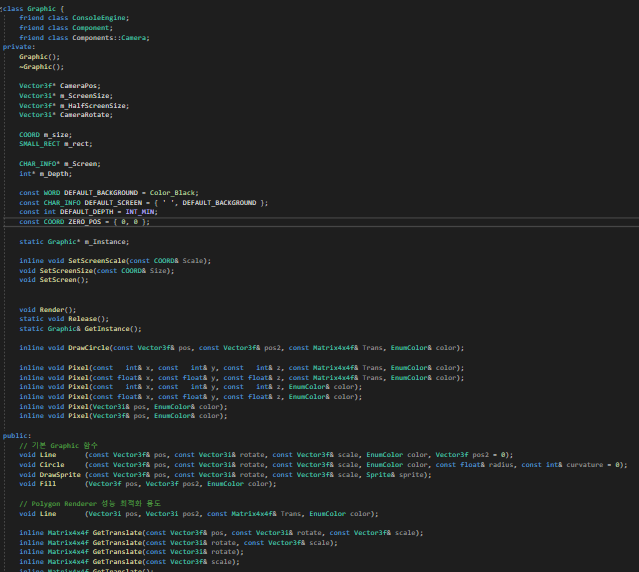 class Graphic {
friend class ConsoleEngine;
friend class Component;
friend class Components::Camera;
private:
Graphic();
~Graphic();
Vector3f* CameraPos;
Vector3i* m_ScreenSize;
Vector3f* m_HalfScreenSize;
Vector3i* CameraRotate;
COORD m_size;
SMALL_RECT m_rect;
CHAR_INFO* m_Screen;
int* m_Depth;
const WORD DEFAULT_BACKGROUND = Color_Black;
const CHAR_INFO DEFAULT_SCREEN = { ' ', DEFAULT_BACKGROUND };
const int DEFAULT_DEPTH = INT_MIN;
const COORD ZERO_POS = { 0, 0 };
static Graphic* m_Instance;
inline void SetScreenScale(const COORD& Scale);
void SetScreenSize(const COORD& Size);
void SetScreen();
void Render();
static void Release();
static Graphic& GetInstance();
inline void DrawCircle(const Vector3f& pos, const Vector3f& pos2, const Matrix4x4f& Trans, EnumColor& color);
inline void Pixel(const   int& x, const   int& y, const   int& z, const Matrix4x4f& Trans, EnumColor& color);
inline void Pixel(const float& x, const float& y, const float& z, const Matrix4x4f& Trans, EnumColor& color);
inline void Pixel(const   int& x, const   int& y, const   int& z, EnumColor& color);
inline void Pixel(const float& x, const float& y, const float& z, EnumColor& color);
inline void Pixel(Vector3i& pos, EnumColor& color);
inline void Pixel(Vector3f& pos, EnumColor& color);
public:
// 기본 Graphic 함수
void Line       (const Vector3f& pos, const Vector3i& rotate, const Vector3f& scale, EnumColor color, Vector3f pos2 = 0);
void Circle     (const Vector3f& pos, const Vector3i& rotate, const Vector3f& scale, EnumColor color, const float& radius, const int& curvature = 0);
void DrawSprite (const Vector3f& pos, const Vector3i& rotate, const Vector3f& scale, Sprite& sprite);
void Fill       (Vector3f pos, Vector3f pos2, EnumColor color);
// Polygon Renderer 성능 최적화 용도
void Line       (Vector3i pos, Vector3i pos2, const Matrix4x4f& Trans, EnumColor color);
inline Matrix4x4f GetTranslate(const Vector3f& pos, const Vector3i& rotate, const Vector3f& scale);
inline Matrix4x4f GetTranslate(const Vector3i& rotate, const Vector3f& scale);
inline Matrix4x4f GetTranslate(const Vector3i& rotate);
inline Matrix4x4f GetTranslate(const Vector3f& scale);
inline Matrix4x4f GetTranslate();